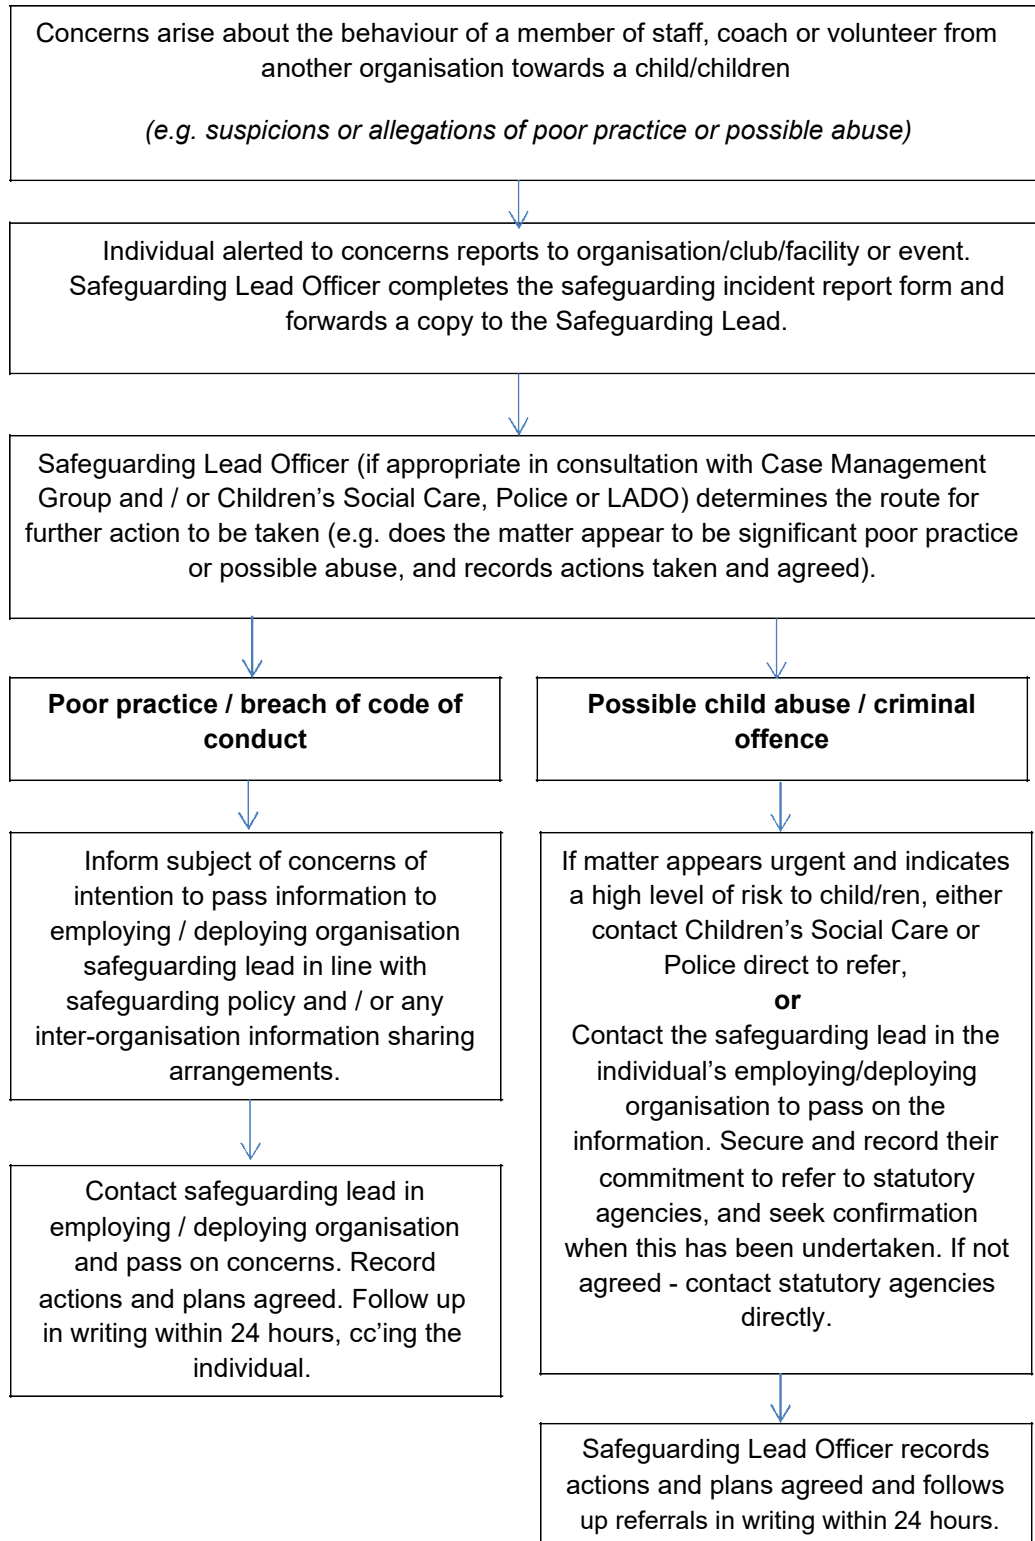 Concerns arise about the behaviour of a member of staff, coach or volunteer from
another organisation towards a child/children
(e.g. suspicions or allegations of poor practice or possible abuse)
Individual alerted to concerns reports to organisation/club/facility or event.
Safeguarding Lead Officer completes the safeguarding incident report form and
forwards a copy to the Safeguarding Lead.
Safeguarding Lead Officer (if appropriate in consultation with Case Management
Group and / or Children’s Social Care, Police or LADO) determines the route for
further action to be taken (e.g. does the matter appear to be significant poor practice
or possible abuse, and records actions taken and agreed).
Poor practice / breach of code of
conduct
Inform subject of concerns of
intention to pass information to
employing / deploying organisation
safeguarding lead in line with
safeguarding policy and / or any
inter-organisation information sharing
arrangements.
Contact safeguarding lead in
employing / deploying organisation
and pass on concerns. Record
actions and plans agreed. Follow up
in writing within 24 hours, cc’ing the
individual.
Possible child abuse / criminal
offence
If matter appears urgent and indicates
a high level of risk to child/ren, either
contact Children’s Social Care or
Police direct to refer,
or
Contact the safeguarding lead in the
individual’s employing/deploying
organisation to pass on the
information. Secure and record their
commitment to refer to statutory
agencies, and seek confirmation
when this has been undertaken. If not
agreed - contact statutory agencies
directly.
Safeguarding Lead Officer records
actions and plans agreed and follows
up referrals in writing within 24 hours.